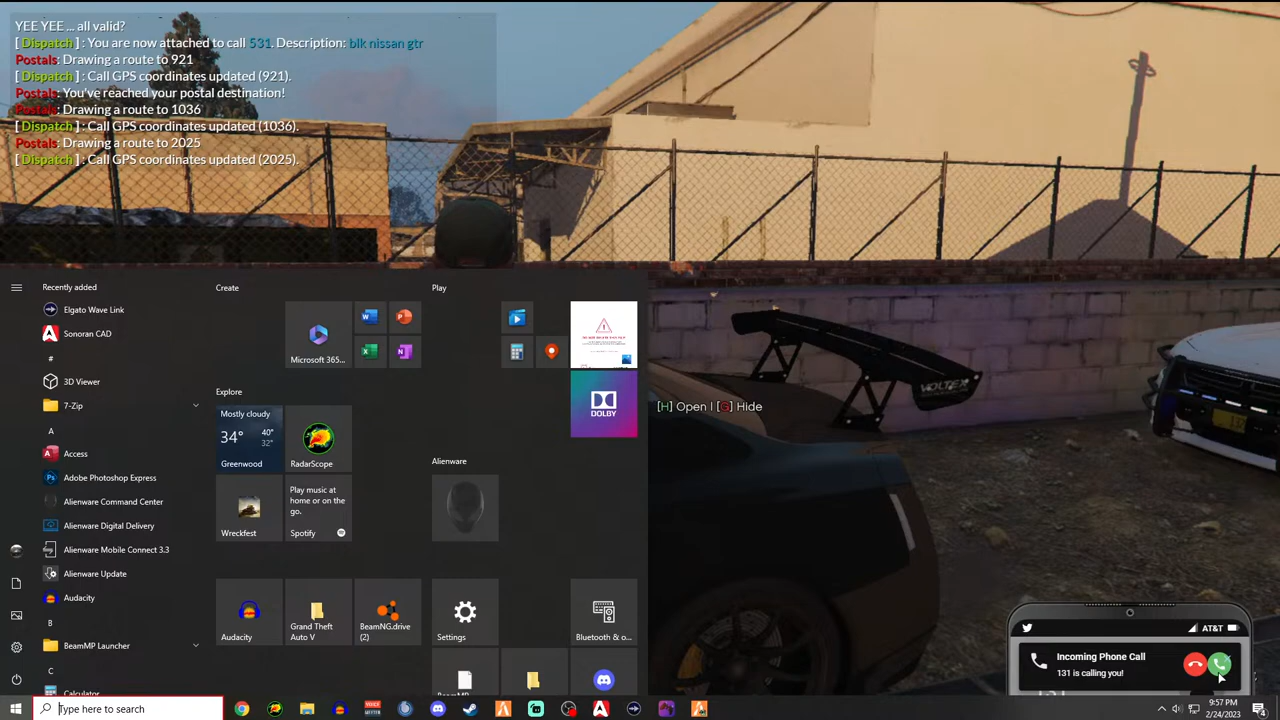 YEE YEE ... all valid?
[ Dispatch ] : You are now attached to call 531. Description: blk nissan gtr
Postals: Drawing a route to 921
[ Dispatch ] : Call GPS coordinates updated (921).
Postals: You've reached your postal destination!
Postals: Drawing a route to 1036
[ Dispatch ] : Call GPS coordinates updated (1036).
Postals: Drawing a route to 2025
[ Dispatch ] : Call GPS coordinates updated (2025).
Recently added
Elgato Wave Link
Sonoran CAD
#
3D Viewer
7-Zip
A
Access
Adobe Photoshop Express
Alienware Command Center
Alienware Digital Delivery
Alienware Mobile Connect 3.3
Alienware Update
Audacity
B
BeamMP Launcher
C
Calculator
Create
Microsoft 365...
Explore
Mostly cloudy
34° 40°
32°
Greenwood
RadarScope
Wreckfest
Play music at
home or on the
go.
Spotify
Audacity
Grand Theft
Auto V
BeamNG.drive
(2)
Play
DOLBY
Alienware
Settings
Bluetooth & o...
BeamMP
[H] Open | [G] Hide
VOLTEX
AT&T
Incoming Phone Call
131 is calling you!
Type here to search
9:57 PM
2/24/2023